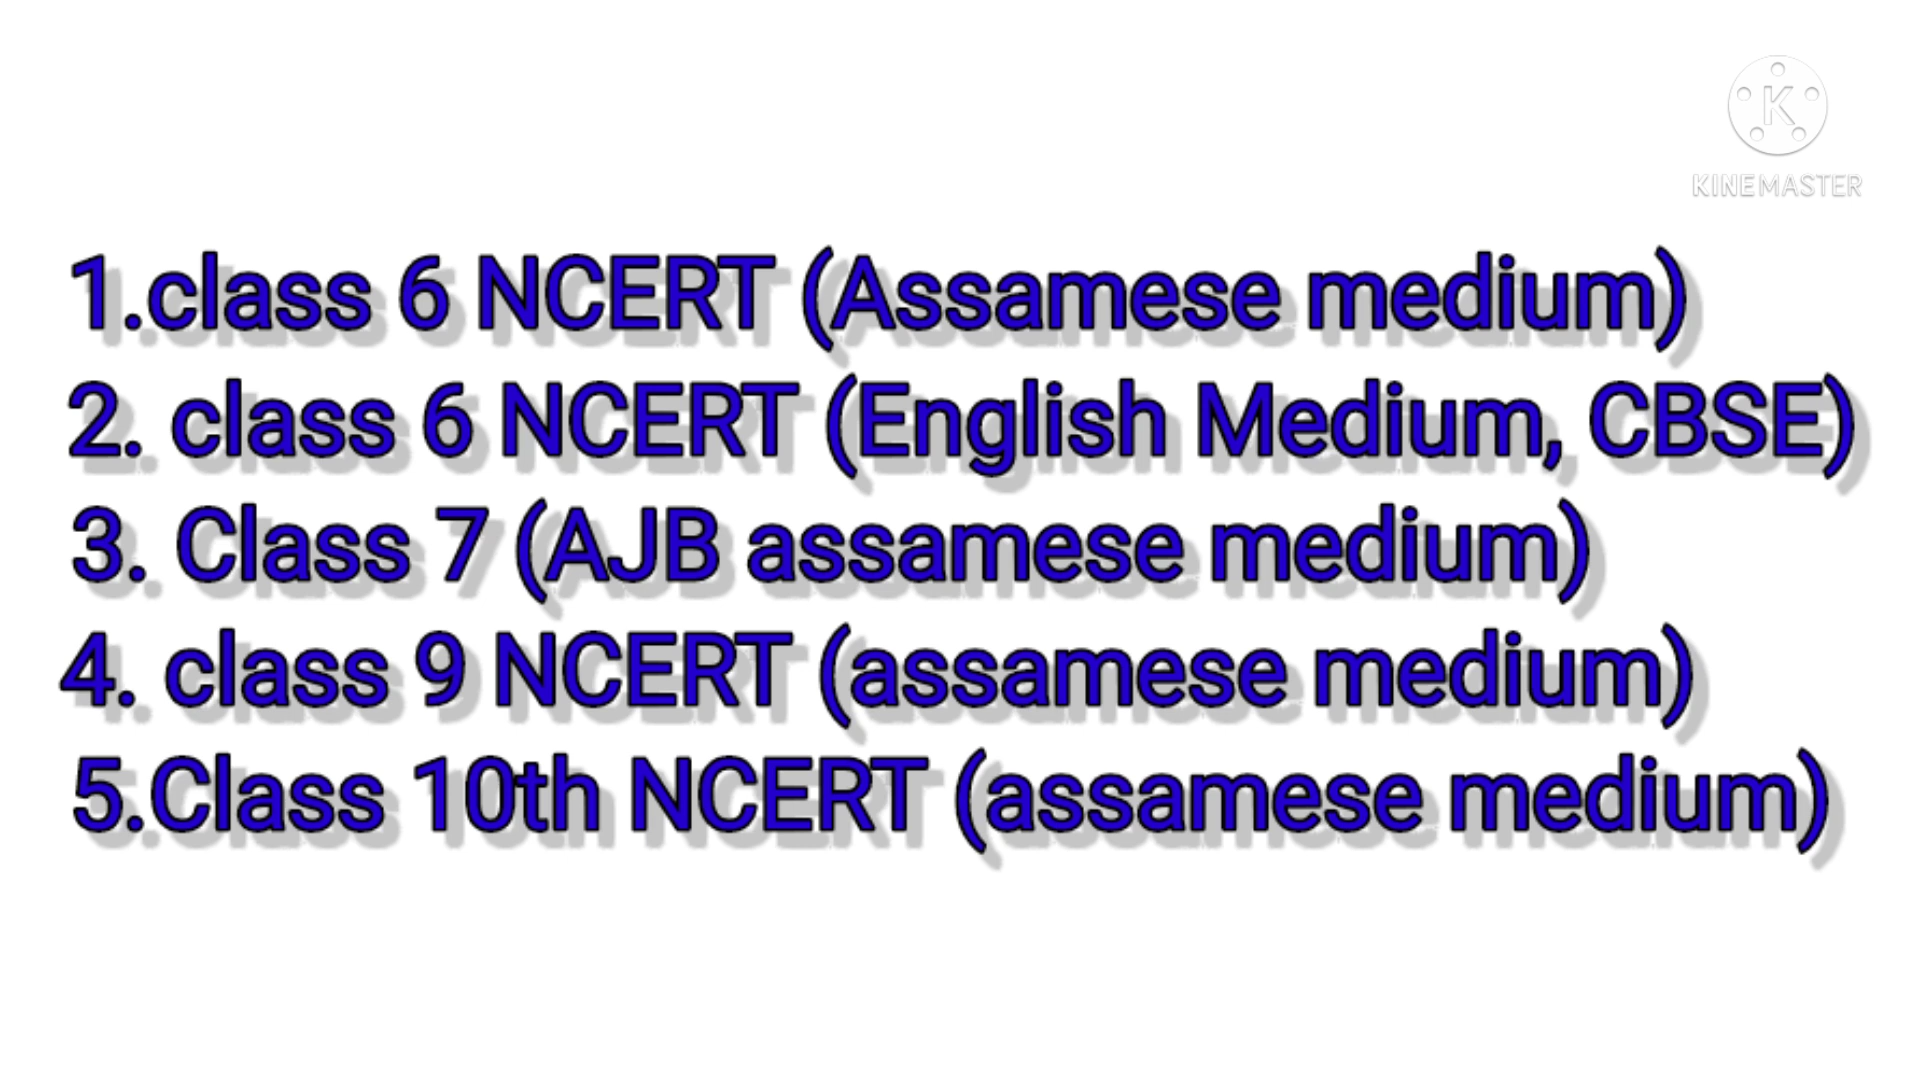 KINEMASTER
1.class 6 NCERT (Assamese medium)
2. class 6 NCERT (English Medium, CBSE)
3. Class 7 (AJB assamese medium)
4. class 9 NCERT (assamese medium)
5.Class 10th NCERT (assamese medium)